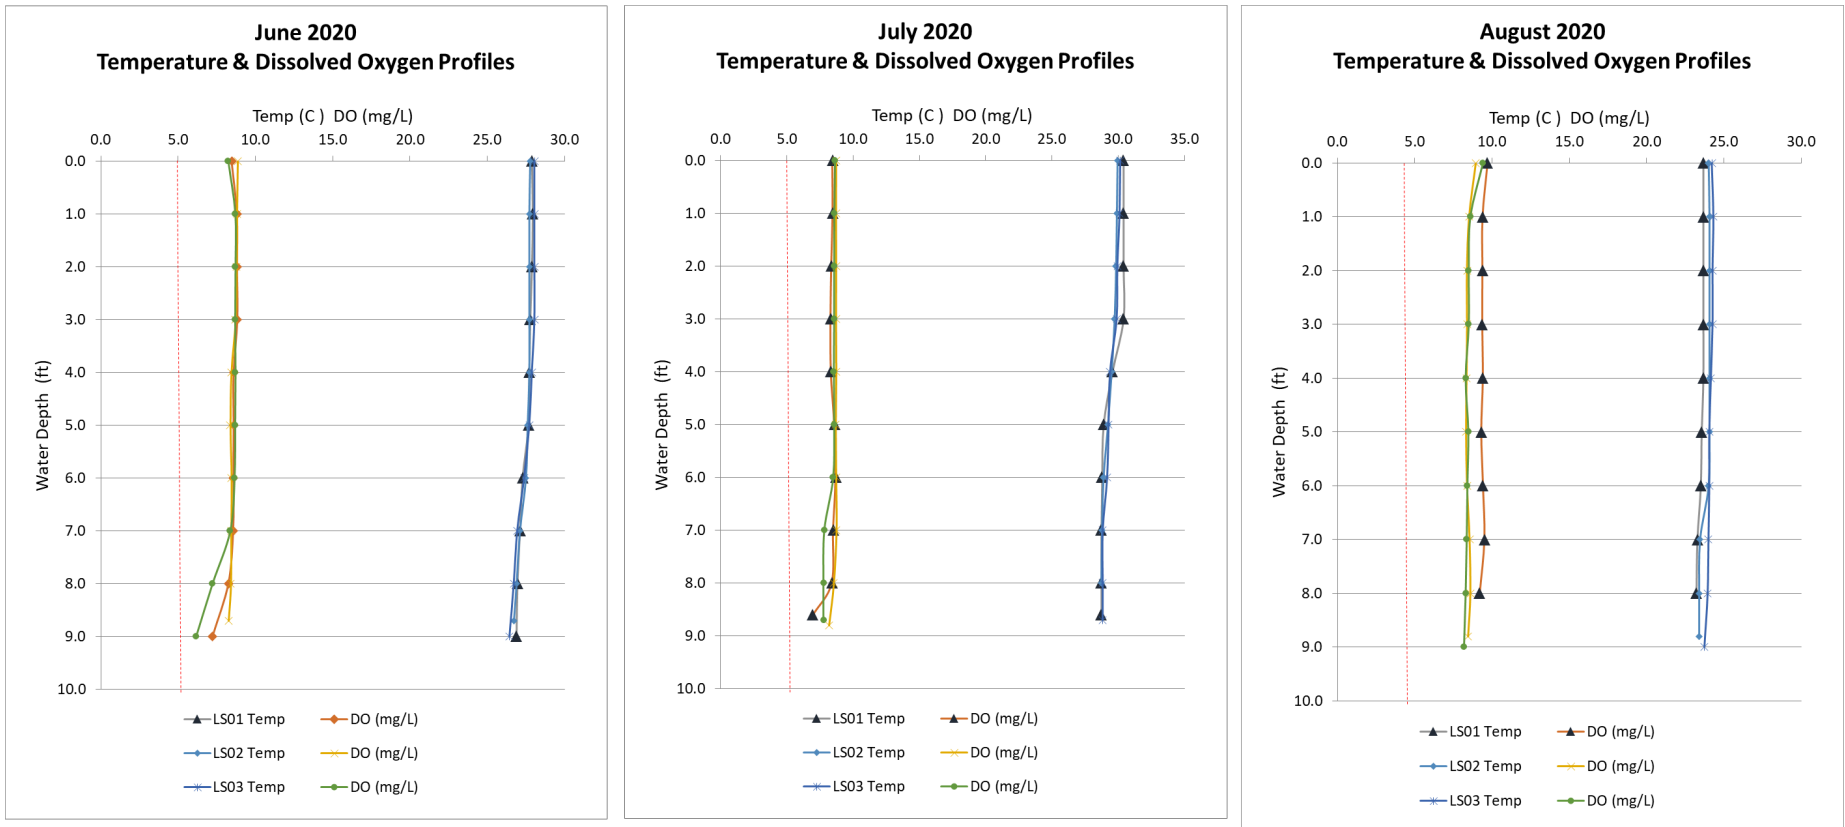 June 2020
Temperature & Dissolved Oxygen Profiles
Temp (C ) DO (mg/L)
0.0 5.0 10.0 15.0 20.0 25.0 30.0
0.0
1.0
2.0
3.0
4.0
5.0
6.0
7.0
8.0
9.0
10.0
Water Depth (ft)
LS01 Temp DO (mg/L)
LS02 Temp DO (mg/L)
LS03 Temp DO (mg/L)
July 2020
Temperature & Dissolved Oxygen Profiles
Temp (C ) DO (mg/L)
0.0 5.0 10.0 15.0 20.0 25.0 30.0 35.0
0.0
1.0
2.0
3.0
4.0
5.0
6.0
7.0
8.0
9.0
10.0
Water Depth (ft)
LS01 Temp DO (mg/L)
LS02 Temp DO (mg/L)
LS03 Temp DO (mg/L)
August 2020
Temperature & Dissolved Oxygen Profiles
Temp (C ) DO (mg/L)
0.0 5.0 10.0 15.0 20.0 25.0 30.0
0.0
1.0
2.0
3.0
4.0
5.0
6.0
7.0
8.0
9.0
10.0
Water Depth (ft)
LS01 Temp DO (mg/L)
LS02 Temp DO (mg/L)
LS03 Temp DO (mg/L)